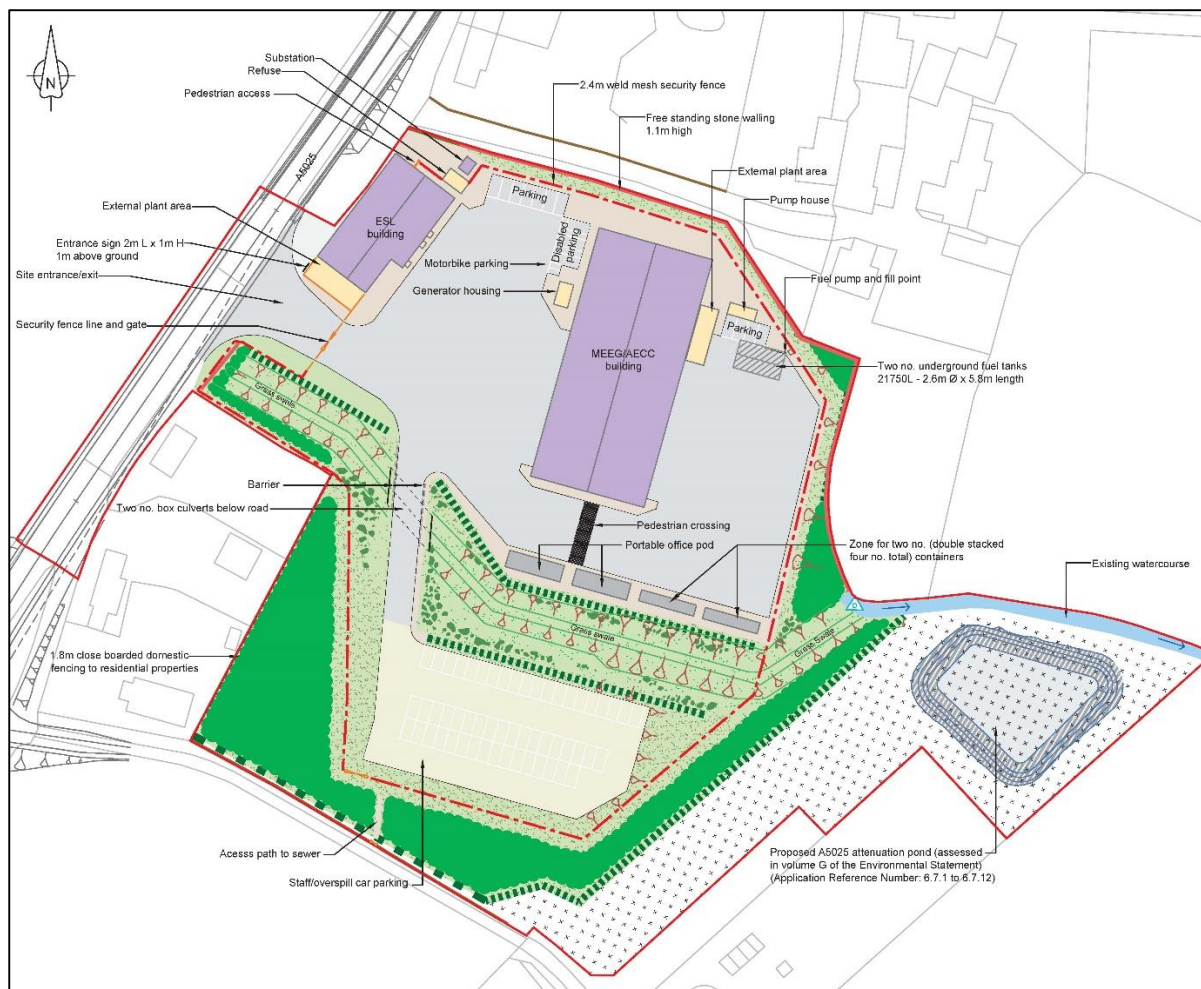 N
Substation
Refuse
Pedestrian access
2.4m weld mesh security fence
Free standing stone walling
1.1m high
A5025
External plant area
Parking
External plant area
Pump house
ESL
building
Entrance sign 2m L x 1m H
1m above ground
Disabled
parking
Motorbike parking
Site entrance/exit
Generator housing
Fuel pump and fill point
Parking
Security fence line and gate
MEEG/AECC
building
Two no. underground fuel tanks
21750L - 2.6m Ø x 5.8m length
Grass swale
Barrier
Two no. box culverts below road
Pedestrian crossing
Portable office pod
Zone for two no. (double stacked
four no. total) containers
Existing watercourse
Grass swale
Grass swale
1.8m close boarded domestic
fencing to residential properties
Acesss path to sewer
Staff/overspill car parking
Proposed A5025 attenuation pond (assessed
in volume G of the Environmental Statement)
(Application Reference Number: 6.7.1 to 6.7.12)